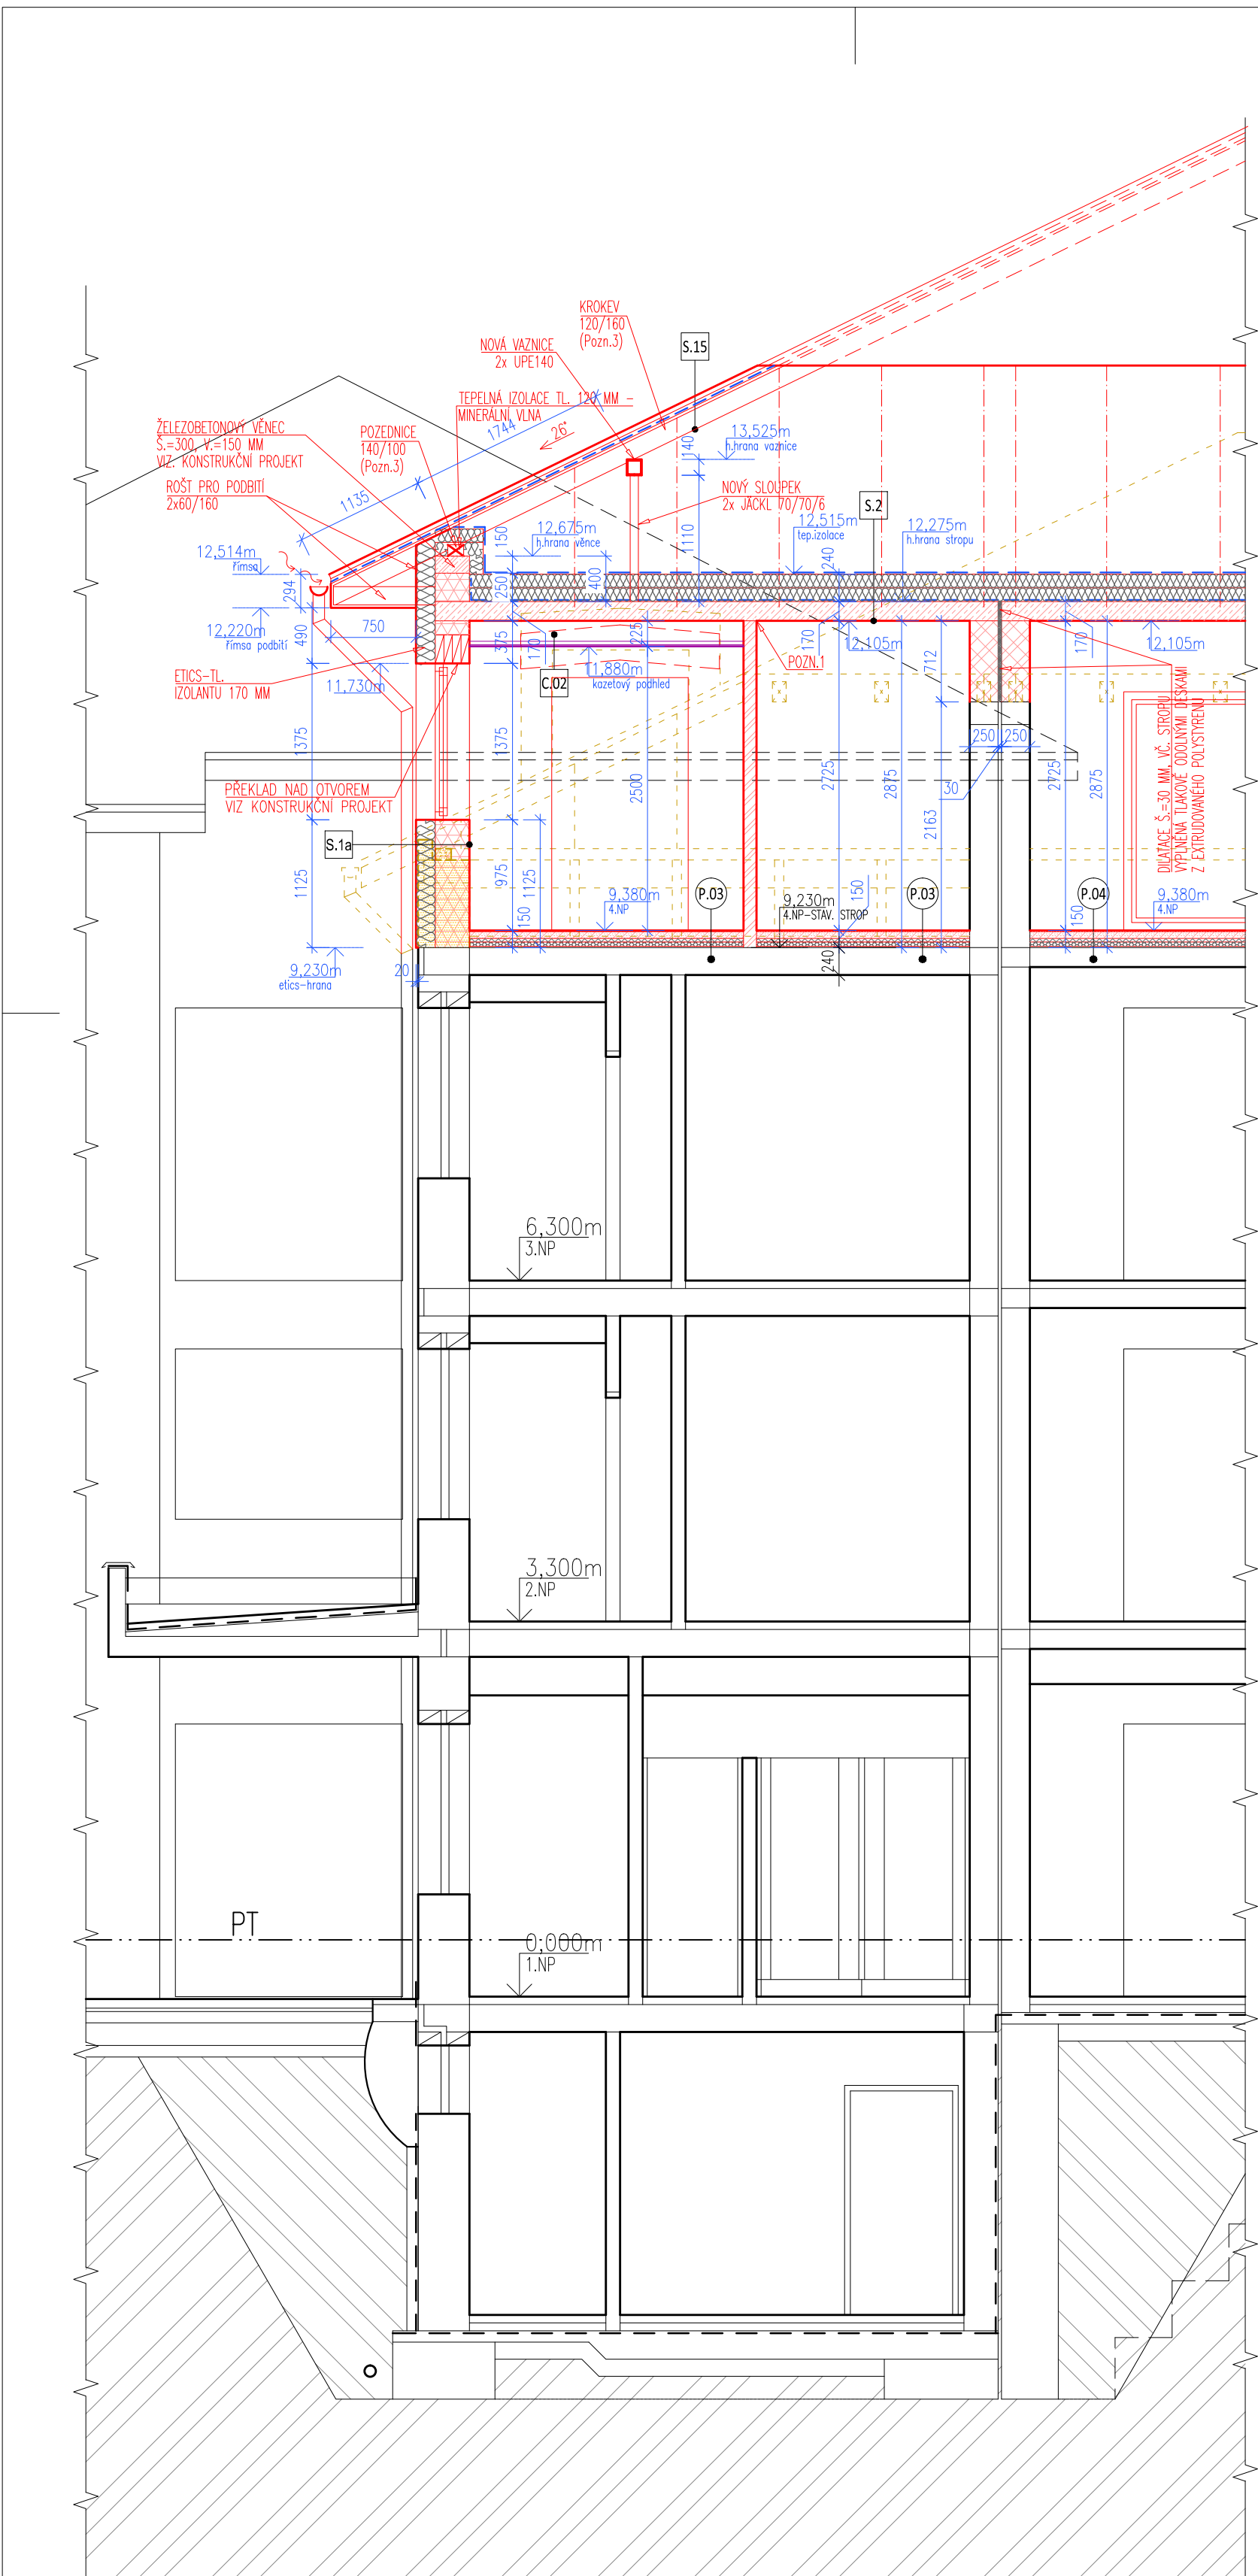 KROKEV
120/160
(Pozn.3)
S.15
NOVÁ VAZNICE
2x UPE140
TEPELNÁ IZOLACE TL. 120 MM –
MINERÁLNÍ VLNA
1744
26°
ŽELEZOBETONOVÝ VĚNEC
Š.=300, V.=150 MM
VIZ. KONSTRUKČNÍ PROJEKT
POZEDNICE
140/100
(Pozn.3)
13,525m
h.hrana vaznice
140
ROŠT PRO PODBITÍ
2x60/160
1135
NOVÝ SLOUPEK
2x JÄCKL 70/70/6
S.2
12,675m
h.hrana věnce
150
1110
12,515m
tep.izolace
12,275m
h.hrana stropu
240
12,514m
římsa
294
250
400
12,220m
římsa podbití
490
750
375
170
225
170
12,105m
712
170
12,105m
POZN.1
ETICS-TL.
IZOLANTU 170 MM
11,730m
C.02
11,880m
kazetový podhled
DILATACE Š.=30 MM, VČ. STROPU
VYPLNĚNÁ TLAKOVĚ ODOLNÝMI DESKAMI
Z EXTRUDOVANÉHO POLYSTYRENU
1375
1375
2500
2725
2875
250
250
30
2163
2725
2875
PŘEKLAD NAD OTVOREM
VIZ KONSTRUKČNÍ PROJEKT
S.1a
1125
975
1125
150
9,380m
4.NP
P.03
9,230m
4.NP-STAV. STROP
150
P.03
P.04
150
9,380m
4.NP
9,230m
etics-hrana
20
240
6,300m
3.NP
3,300m
2.NP
PT
0,000m
1.NP